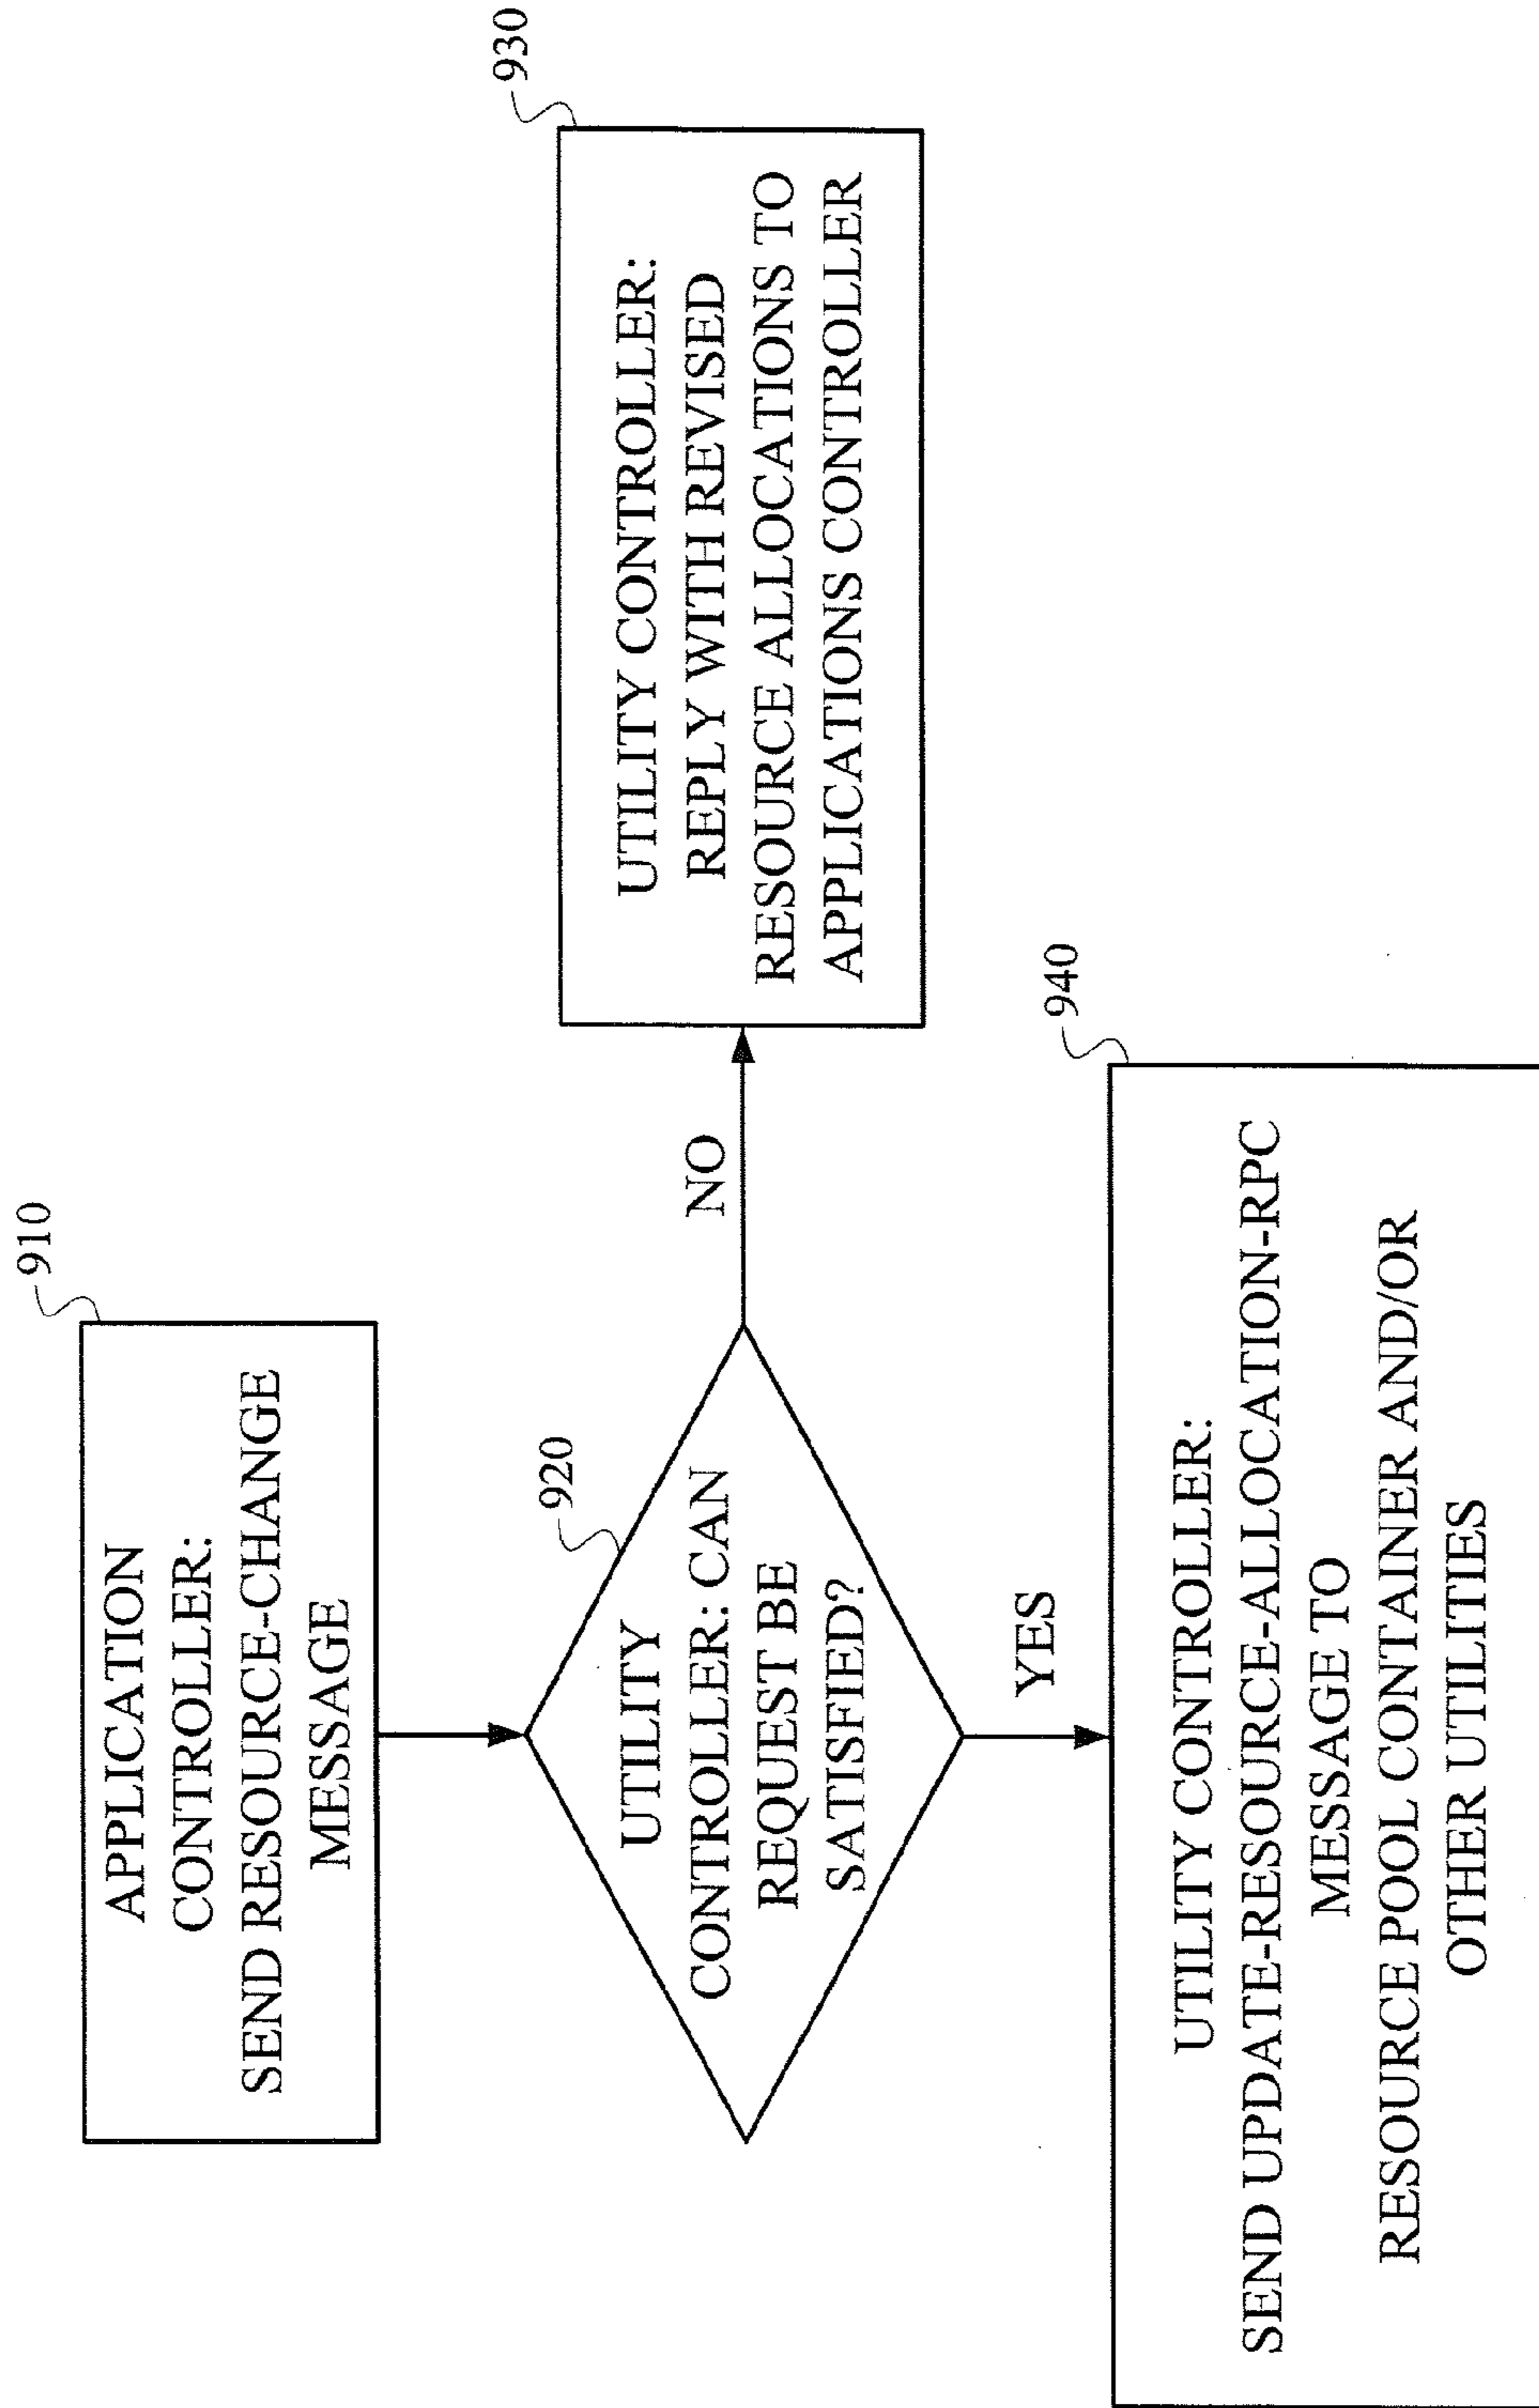 910
APPLICATION
CONTROLLER:
SEND RESOURCE-CHANGE
MESSAGE
920
UTILITY
CONTROLLER: CAN
REQUEST BE
SATISFIED?
NO
930
UTILITY CONTROLLER:
REPLY WITH REVISED
RESOURCE ALLOCATIONS TO
APPLICATIONS CONTROLLER
YES
940
UTILITY CONTROLLER:
SEND UPDATE-RESOURCE-ALLOCATION-RPC
MESSAGE TO
RESOURCE POOL CONTAINER AND/OR
OTHER UTILITIES